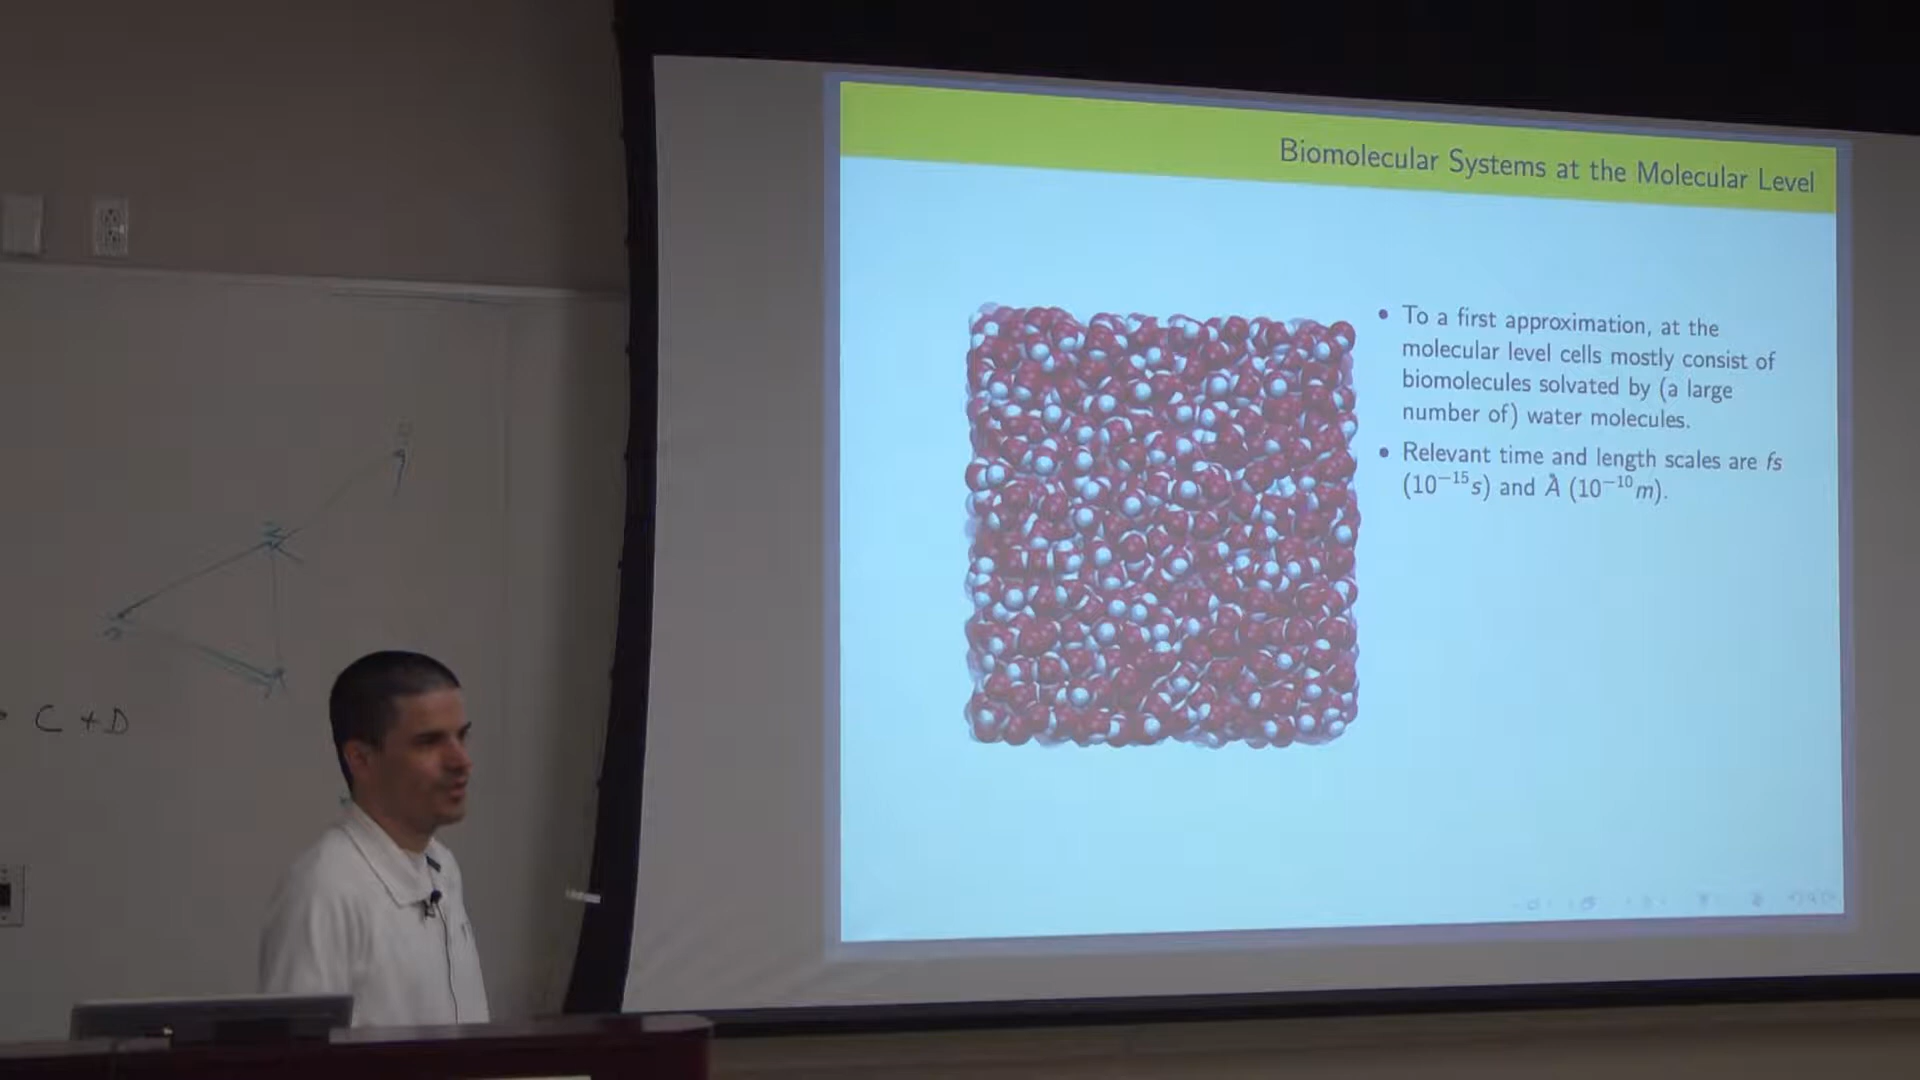 Biomolecular Systems at the Molecular Level
• To a first approximation, at the
molecular level cells mostly consist of
biomolecules solvated by (a large
number of) water molecules.
• Relevant time and length scales are fs
(10⁻¹⁵s) and Å (10⁻¹⁰m).
C + D